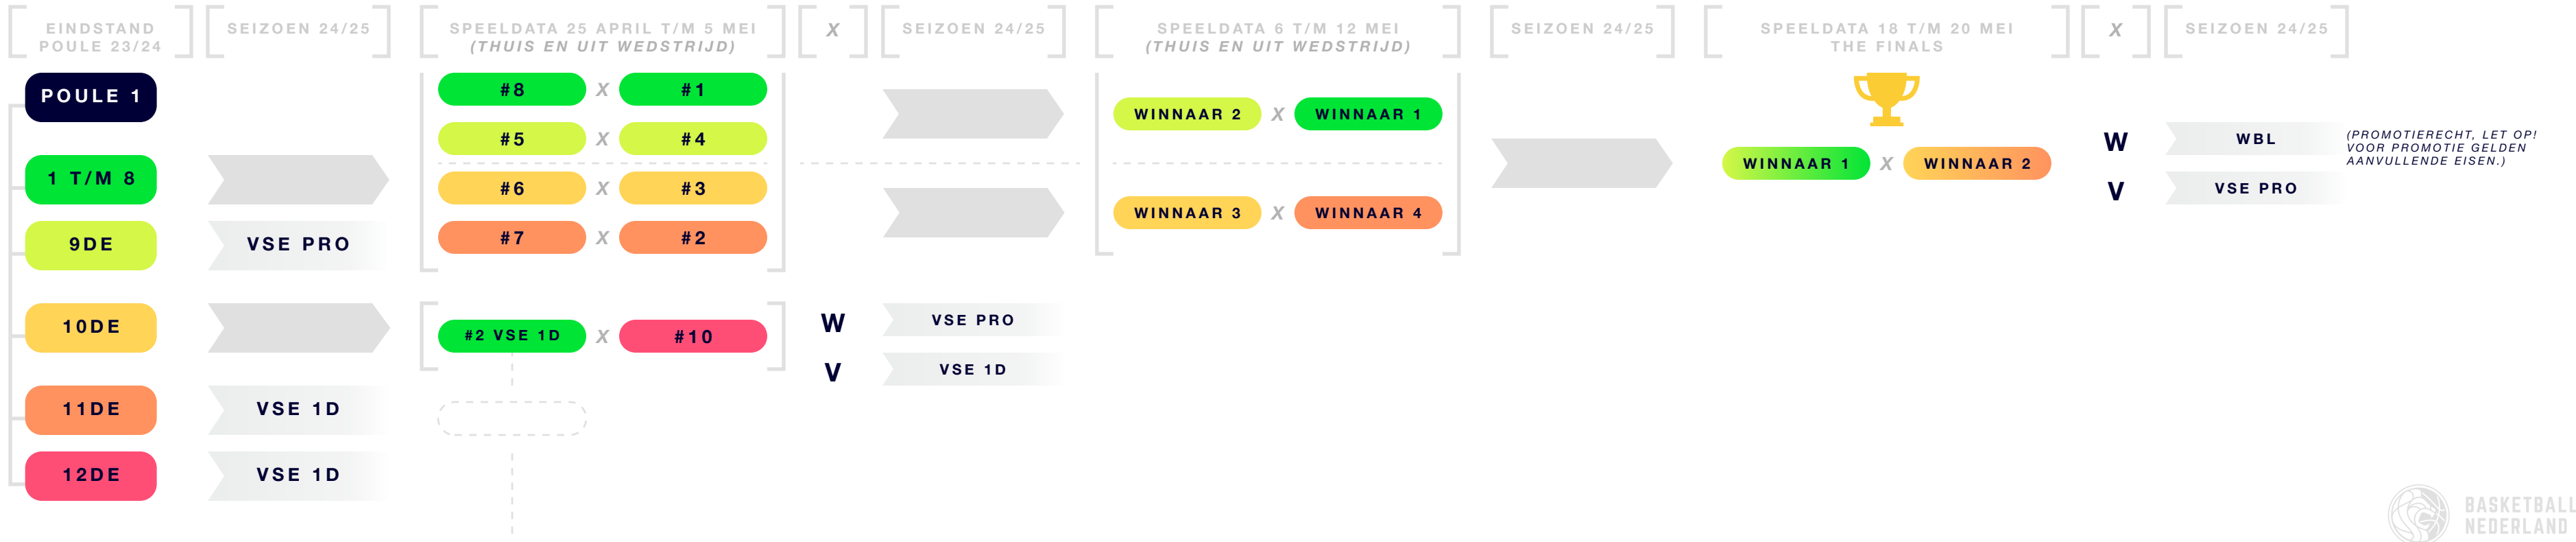 EINDSTAND
POULE 23/24
SEIZOEN 24/25
SPEELDATA 25 APRIL T/M 5 MEI
(THUIS EN UIT WEDSTRIJD)
X
SEIZOEN 24/25
SPEELDATA 6 T/M 12 MEI
(THUIS EN UIT WEDSTRIJD)
SEIZOEN 24/25
SPEELDATA 18 T/M 20 MEI
THE FINALS
X
SEIZOEN 24/25
POULE 1
1 T/M 8
9DE
VSE PRO
10DE
11DE
VSE 1D
12DE
VSE 1D
#8 X #1
#5 X #4
#6 X #3
#7 X #2
#2 VSE 1D X #10
W VSE PRO
V VSE 1D
WINNAAR 2 X WINNAAR 1
WINNAAR 3 X WINNAAR 4
WINNAAR 1 X WINNAAR 2
W WBL
(PROMOTIERECHT, LET OP!
VOOR PROMOTIE GELDEN
AANVULLENDE EISEN.)
V VSE PRO
BASKETBALL
NEDERLAND